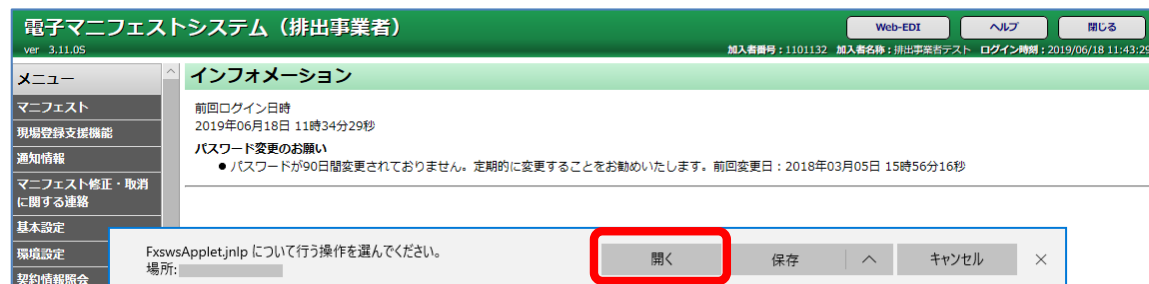 電子マニフェストシステム（排出事業者）
Web-EDI ヘルプ 閉じる
ver 3.11.05
加入者番号：1101132 加入者名称：排出事業者テスト ログイン時刻：2019/06/18 11:43:29
メニュー
インフォメーション
マニフェスト
現場登録支援機能
通知情報
マニフェスト修正・取消
に関する連絡
基本設定
環境設定
契約情報照会
前回ログイン日時
2019年06月18日 11時34分29秒
パスワード変更のお願い
● パスワードが90日間変更されておりません。定期的に変更することをお勧めいたします。前回変更日：2018年03月05日 15時56分16秒
FxswsApplet.jnlp について行う操作を選んでください。
場所:
開く 保存 キャンセル